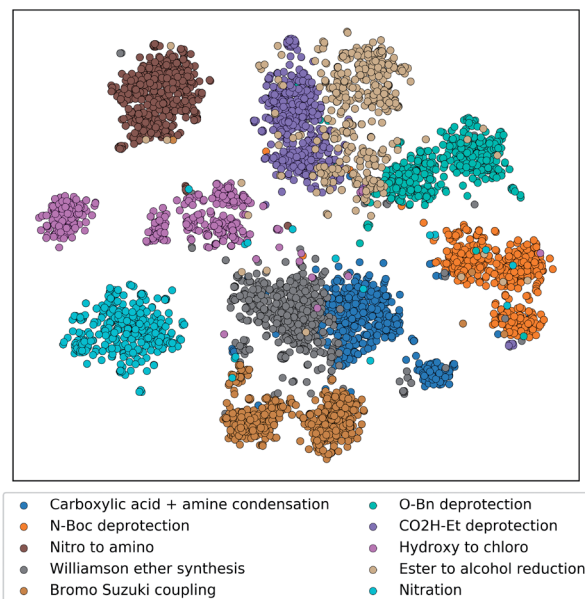 Carboxylic acid + amine condensation
N-Boc deprotection
Nitro to amino
Williamson ether synthesis
Bromo Suzuki coupling
O-Bn deprotection
CO2H-Et deprotection
Hydroxy to chloro
Ester to alcohol reduction
Nitration